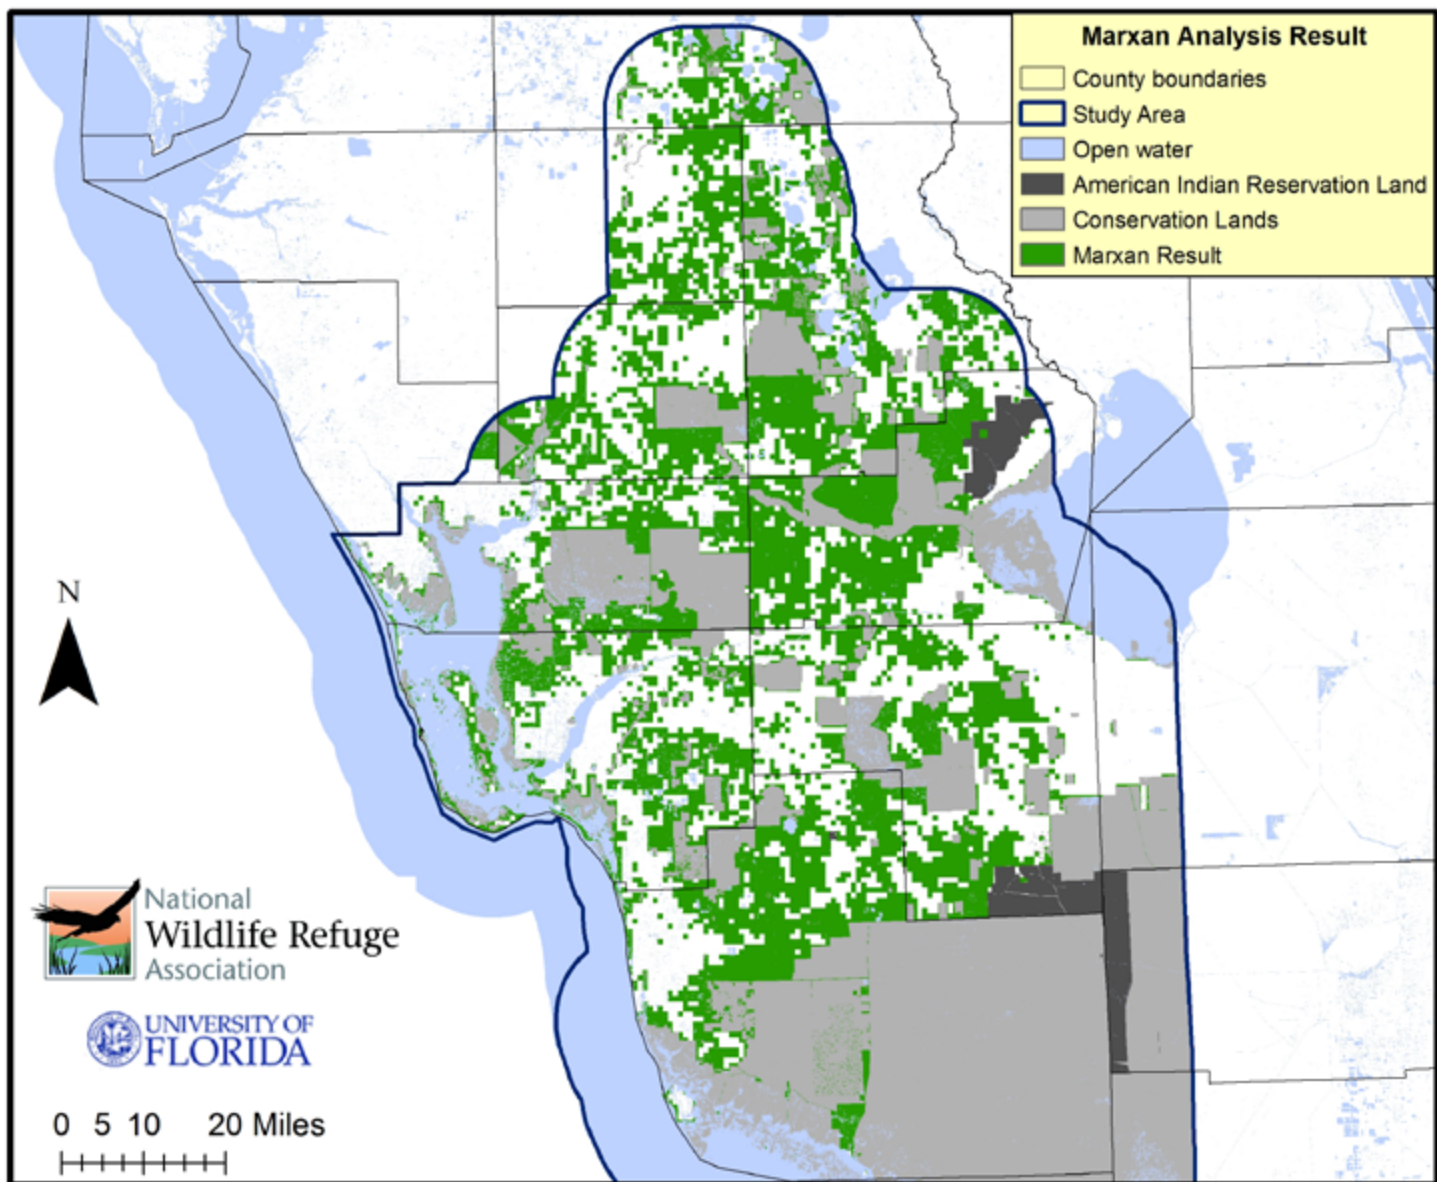 Marxan Analysis Result
County boundaries
Study Area
Open water
American Indian Reservation Land
Conservation Lands
Marxan Result
N
National
Wildlife Refuge
Association
UNIVERSITY OF
FLORIDA
0 5 10 20 Miles